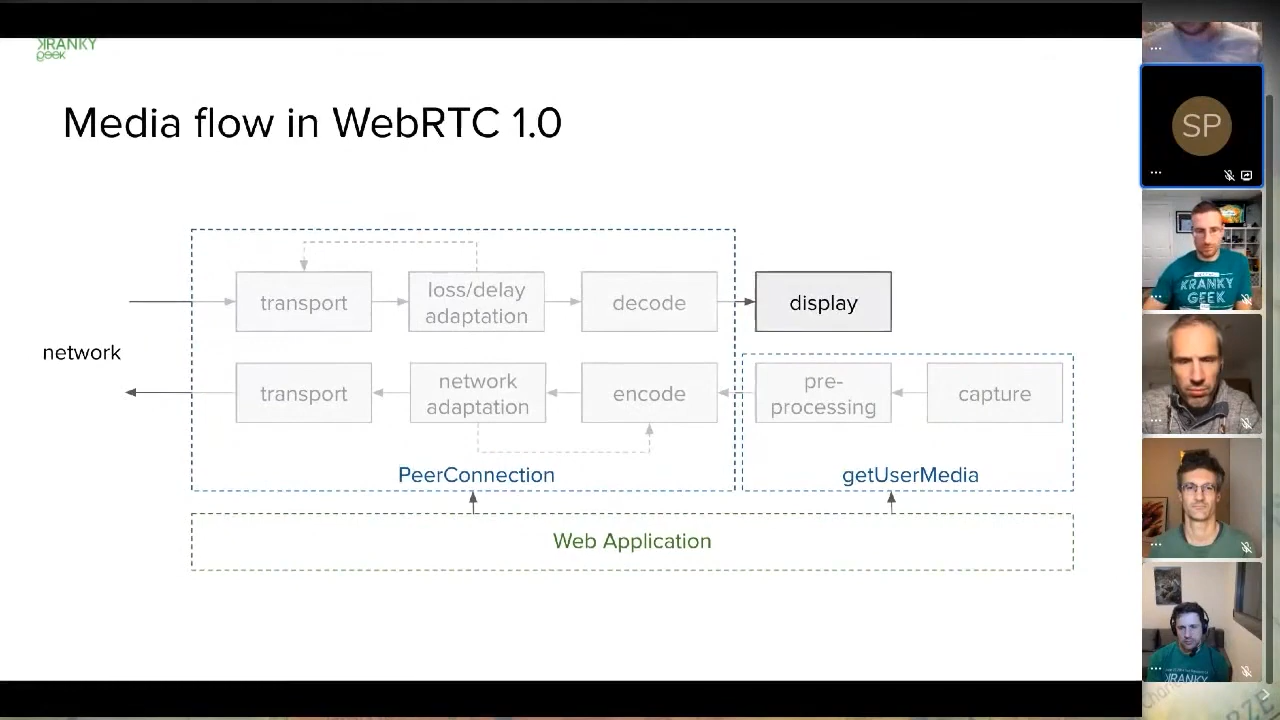 KRANKY
geek
Media flow in WebRTC 1.0
transport
loss/delay
adaptation
decode
display
network
transport
network
adaptation
encode
pre-
processing
capture
PeerConnection
getUserMedia
Web Application
SP
KRANKY
GEEK
KRANKY